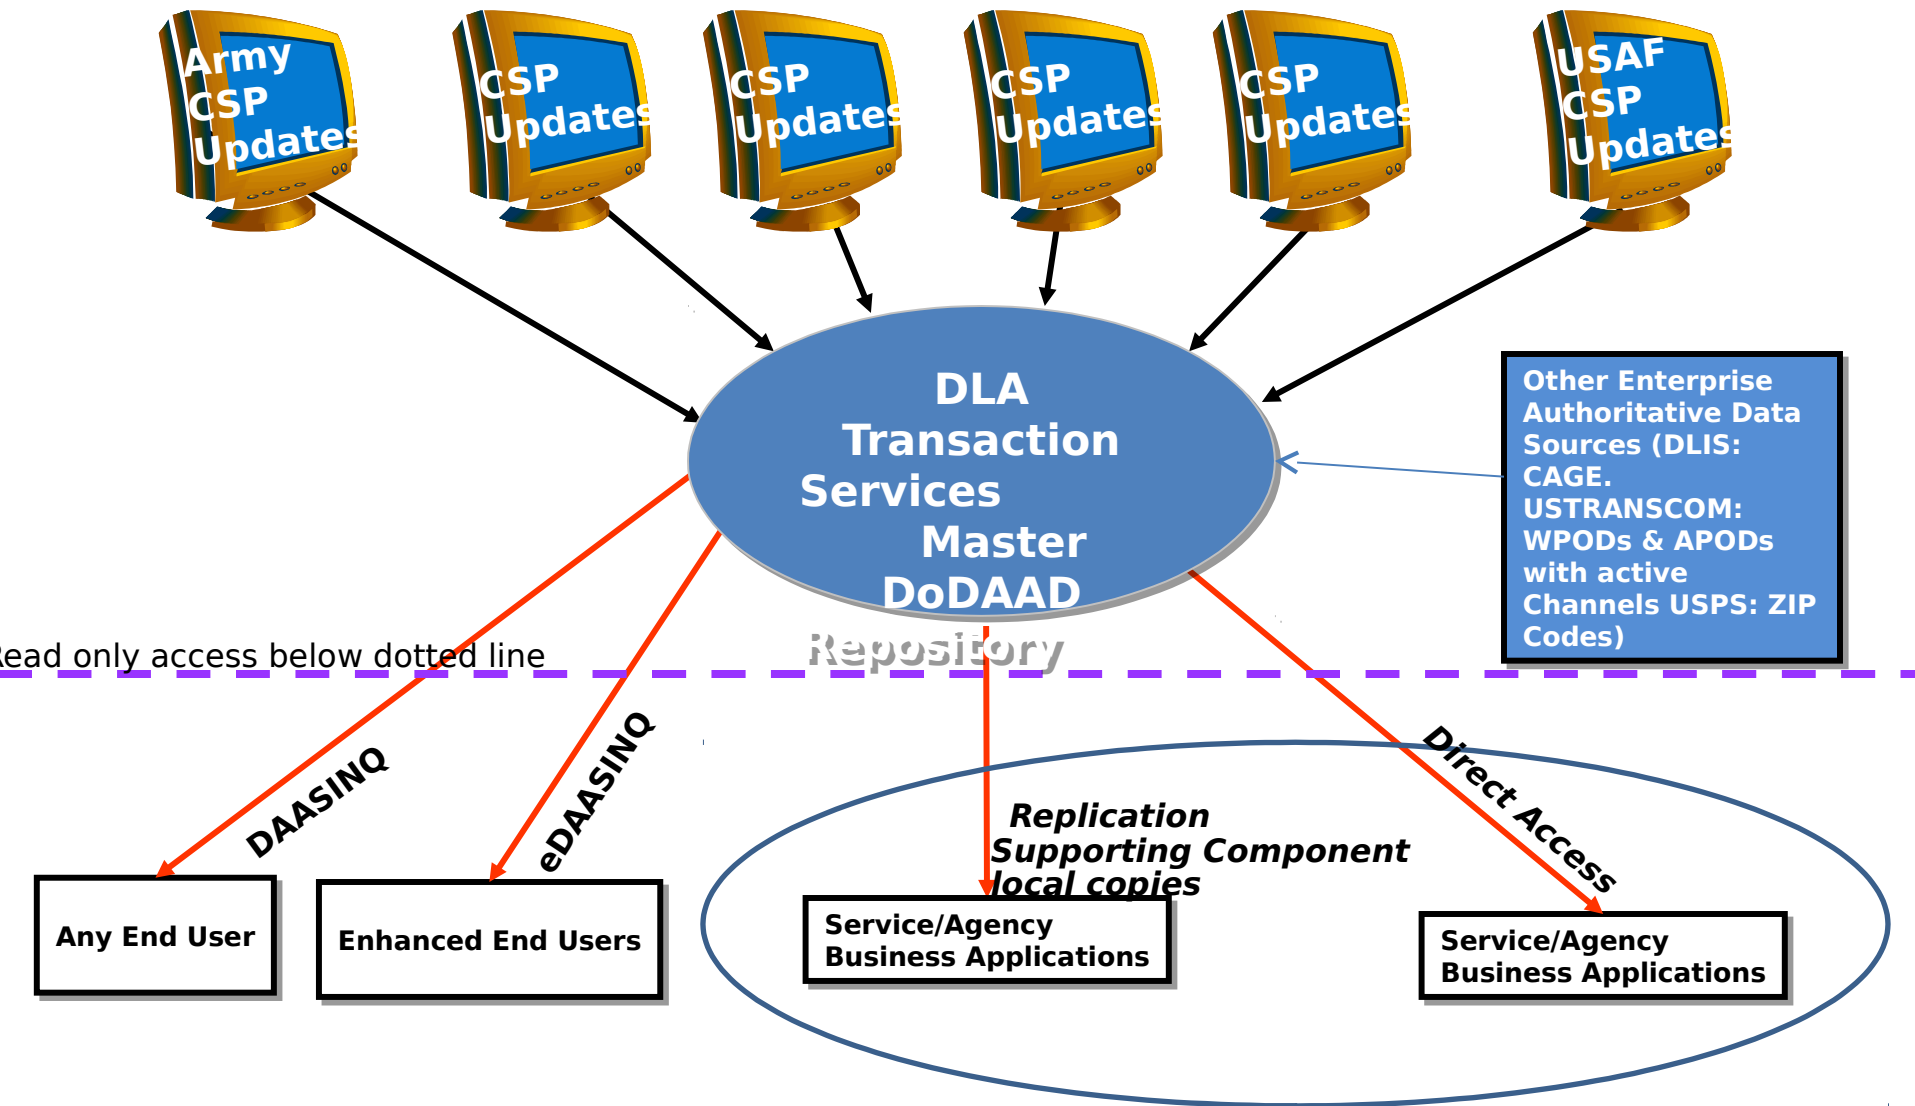 Army
CSP
Updates
CSP
Updates
CSP
Updates
CSP
Updates
CSP
Updates
USAF
CSP
Updates
DLA
Transaction
Services
Master
DoDAAD
Repository
Other Enterprise
Authoritative Data
Sources (DLIS:
CAGE.
USTRANSCOM:
WPODs & APODs
with active
Channels USPS: ZIP
Codes)
Read only access below dotted line
DAASINQ
eDAASINQ
Replication
Supporting Component
local copies
Direct Access
Any End User
Enhanced End Users
Service/Agency
Business Applications
Service/Agency
Business Applications